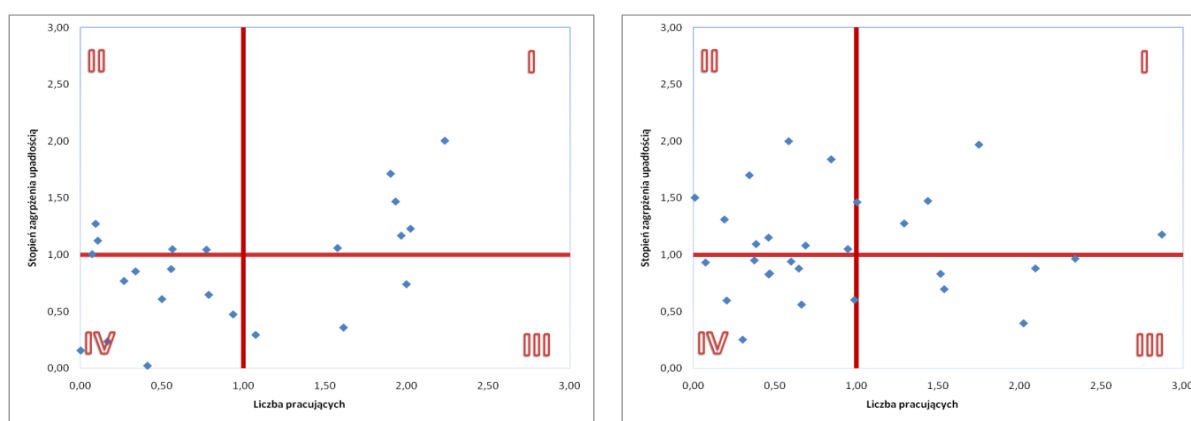 3,00
II
I
2,50
2,00
Stopień zagrpżenia upadłością
1,50
1,00
0,50
IV
III
0,00
0,00 0,50 1,00 1,50 2,00 2,50 3,00
Liczba pracujących
3,00
II
I
2,50
2,00
Stopień zagrpżenia upadłością
1,50
1,00
0,50
IV
III
0,00
0,00 0,50 1,00 1,50 2,00 2,50 3,00
Liczba pracujących